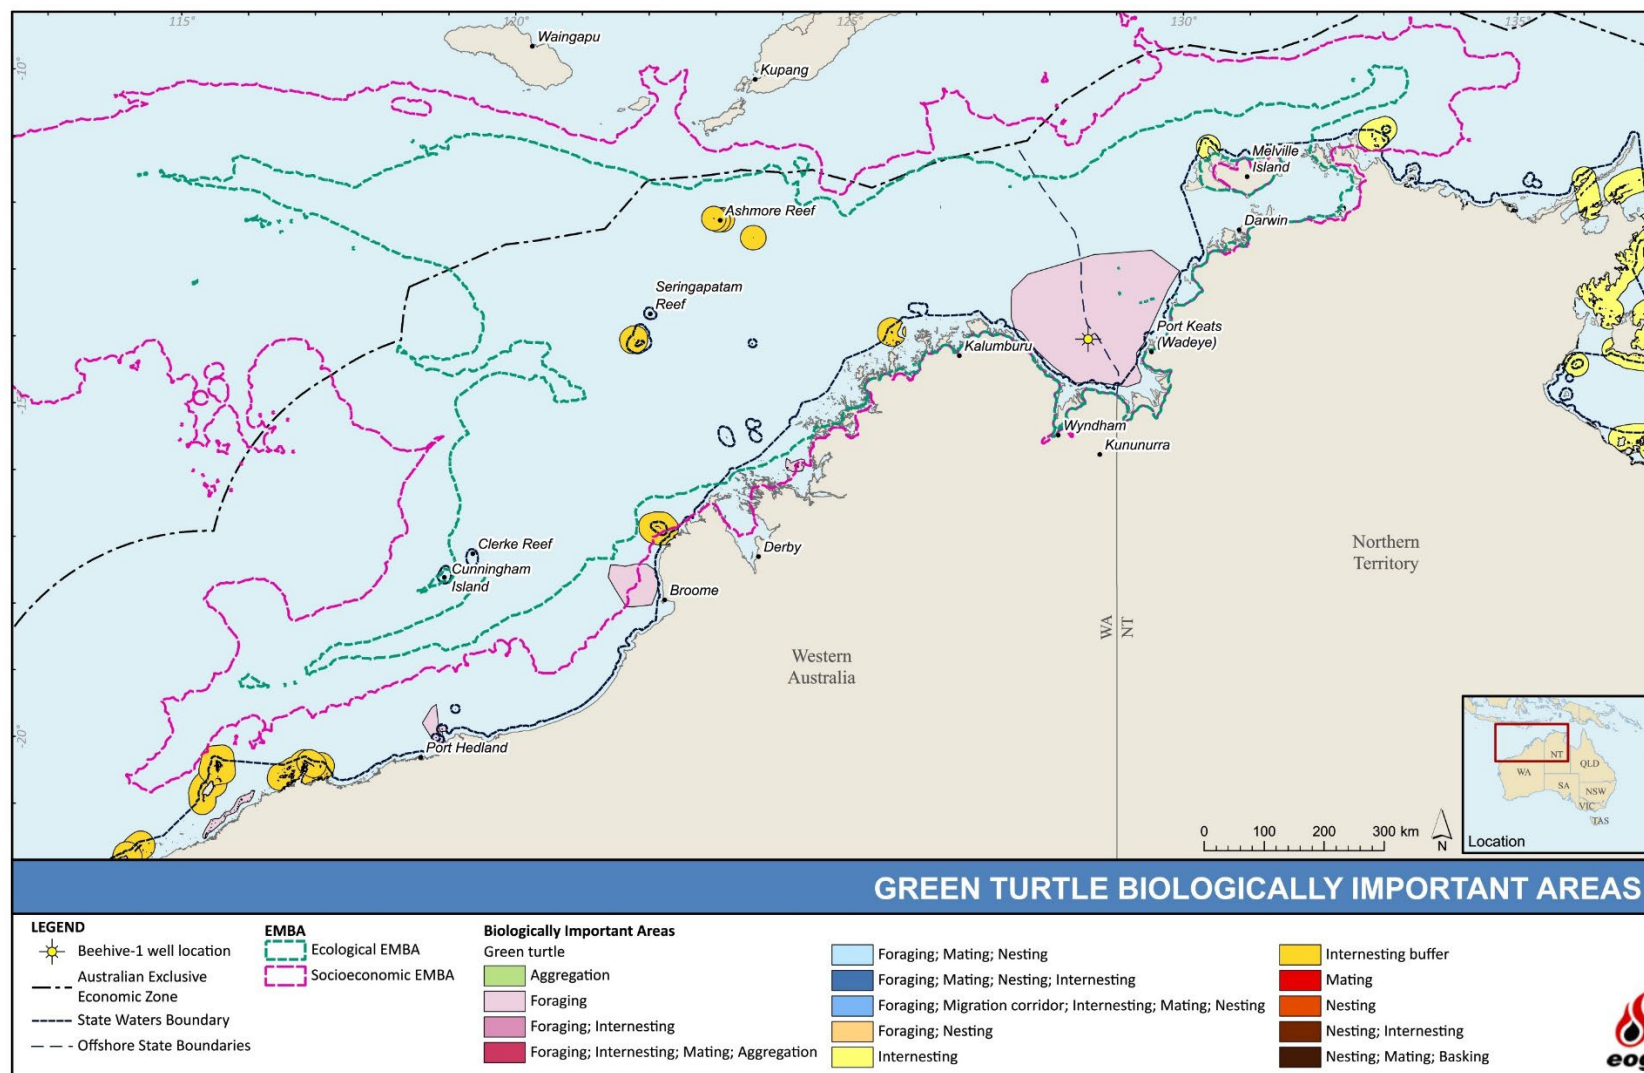 115°
120°
125°
130°
135°
-10°
-15°
-20°
Waingapu
Kupang
Melville
Island
Ashmore Reef
Darwin
Seringapatam
Reef
Port Keats
(Wadeye)
Kalumburu
Wyndham
Kununurra
Clerke Reef
Cunningham
Island
Derby
Northern
Territory
Broome
WA
NT
Western
Australia
Port Hedland
0 100 200 300 km
N
NT
WA
QLD
SA
NSW
VIC
TAS
Location
GREEN TURTLE BIOLOGICALLY IMPORTANT AREAS
LEGEND
Beehive-1 well location
Australian Exclusive
Economic Zone
State Waters Boundary
Offshore State Boundaries
EMBA
Ecological EMBA
Socioeconomic EMBA
Biologically Important Areas
Green turtle
Aggregation
Foraging
Foraging; Internesting
Foraging; Internesting; Mating; Aggregation
Foraging; Mating; Nesting
Foraging; Mating; Nesting; Internesting
Foraging; Migration corridor; Internesting; Mating; Nesting
Foraging; Nesting
Internesting
Internesting buffer
Mating
Nesting
Nesting; Internesting
Nesting; Mating; Basking